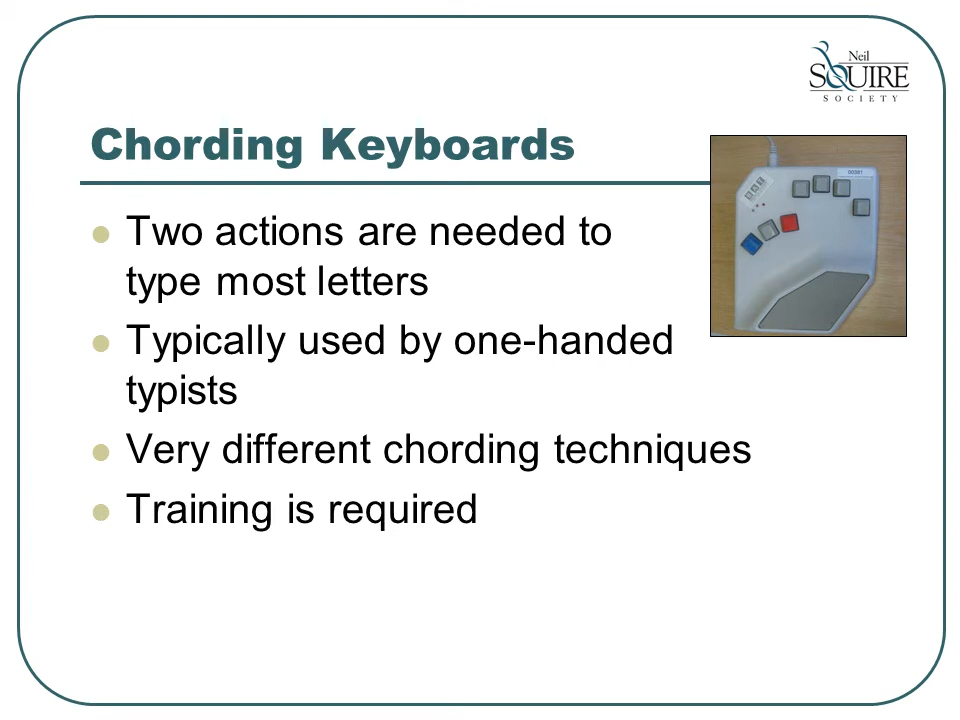 Neil
SQUIRE
SOCIETY
Chording Keyboards
00381
Two actions are needed to
type most letters
Typically used by one-handed
typists
Very different chording techniques
Training is required